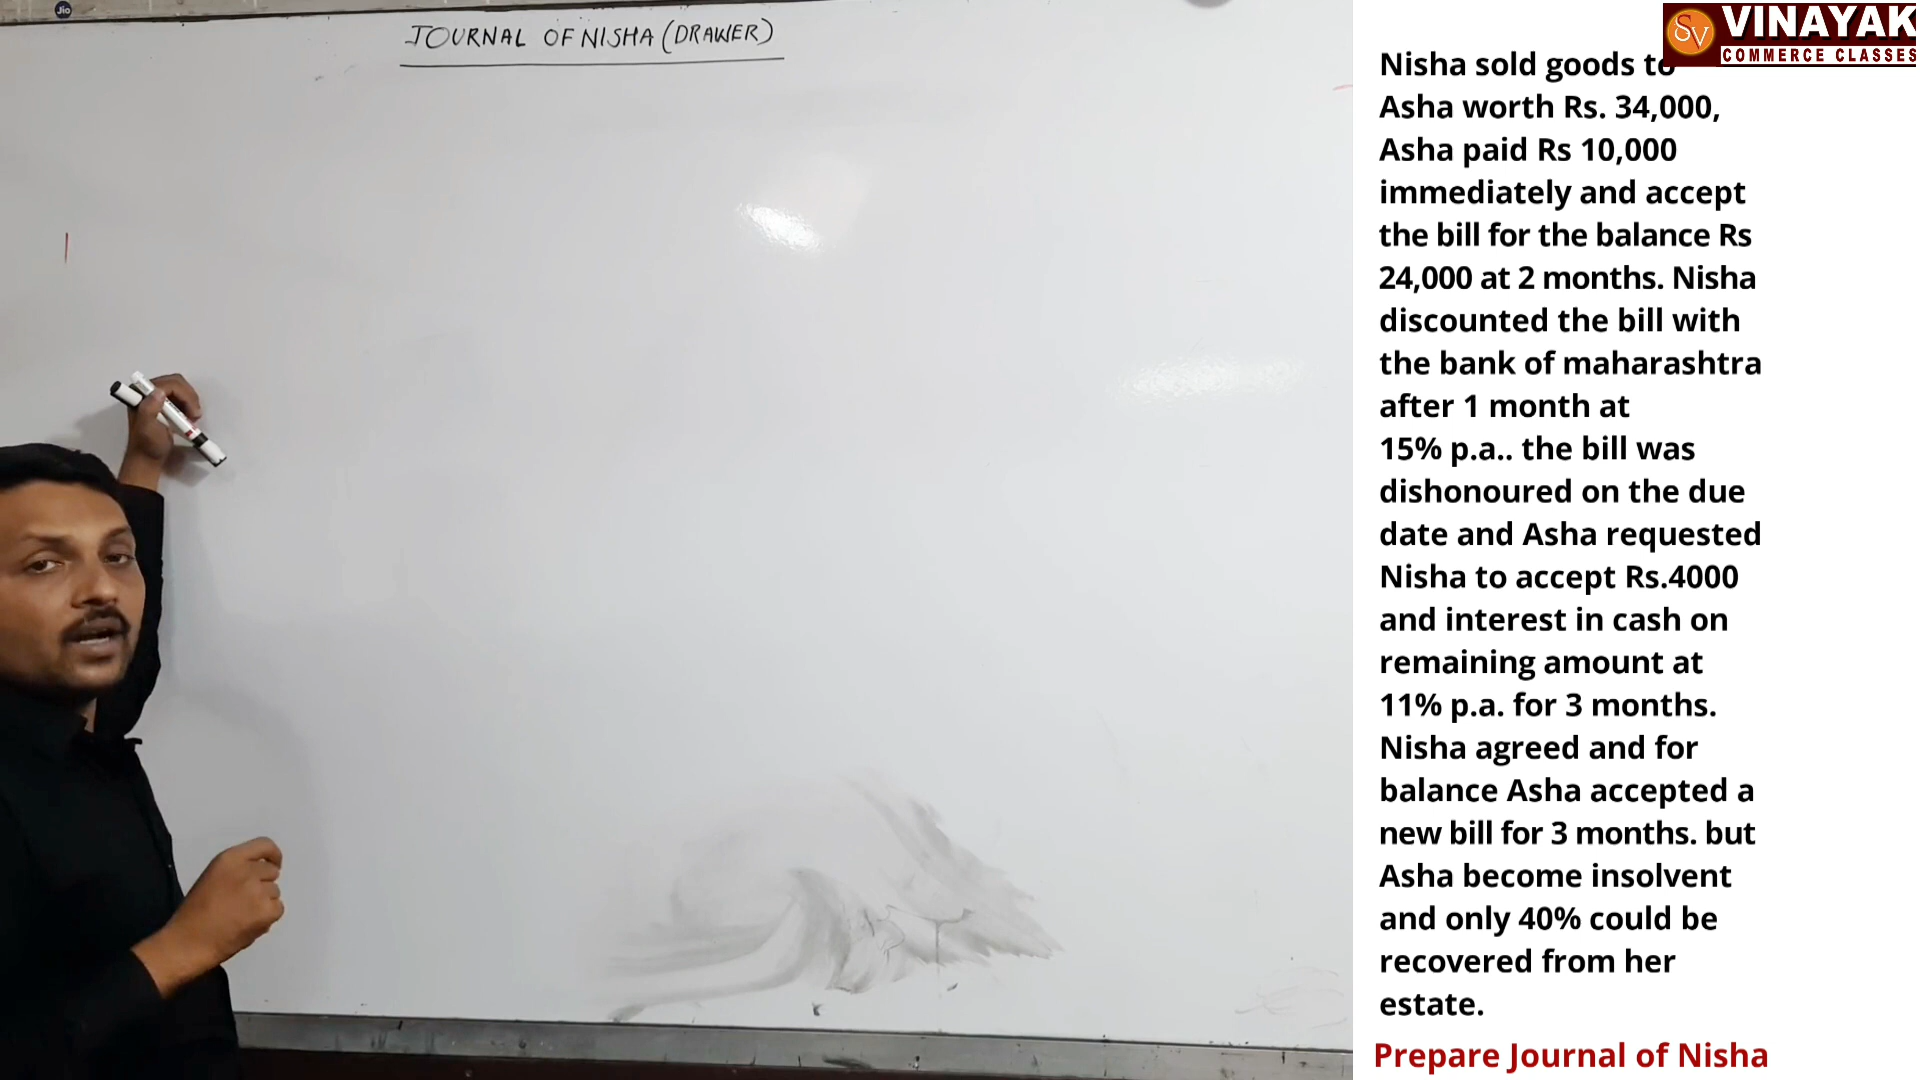 Jio
JOURNAL OF NISHA (DRAWER)
SV
VINAYAK
COMMERCE CLASSES
Nisha sold goods to
Asha worth Rs. 34,000,
Asha paid Rs 10,000
immediately and accept
the bill for the balance Rs
24,000 at 2 months. Nisha
discounted the bill with
the bank of maharashtra
after 1 month at
15% p.a.. the bill was
dishonoured on the due
date and Asha requested
Nisha to accept Rs.4000
and interest in cash on
remaining amount at
11% p.a. for 3 months.
Nisha agreed and for
balance Asha accepted a
new bill for 3 months. but
Asha become insolvent
and only 40% could be
recovered from her
estate.
Prepare Journal of Nisha